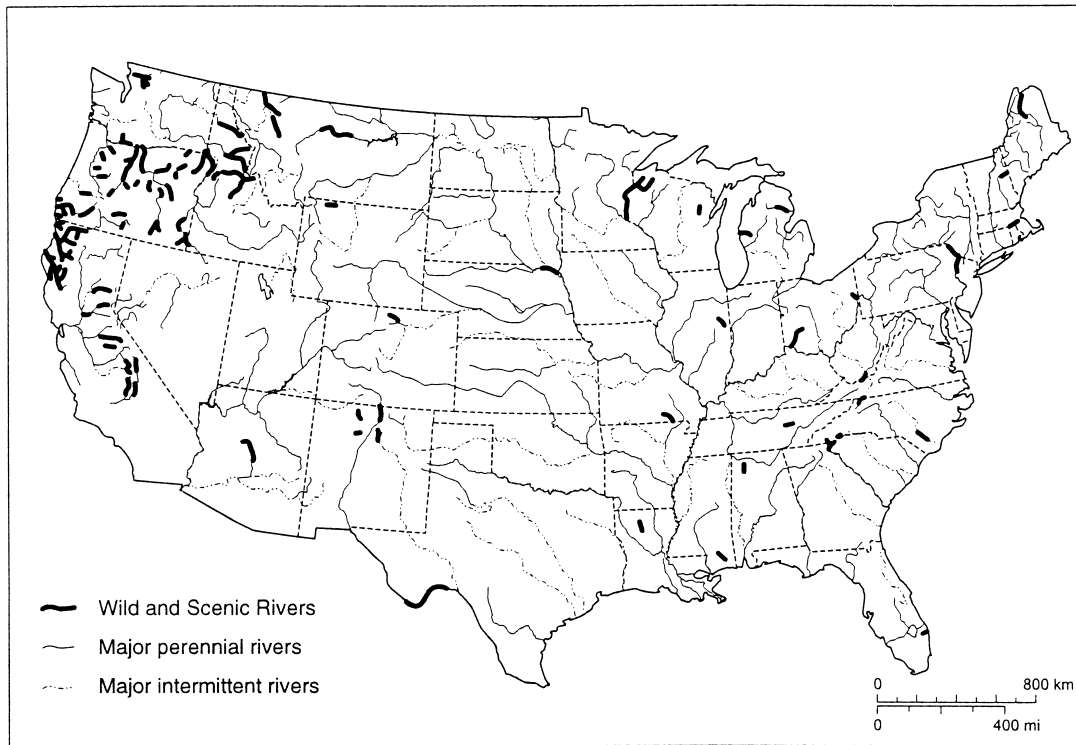 Wild and Scenic Rivers
Major perennial rivers
Major intermittent rivers
0 800 km
0 400 mi